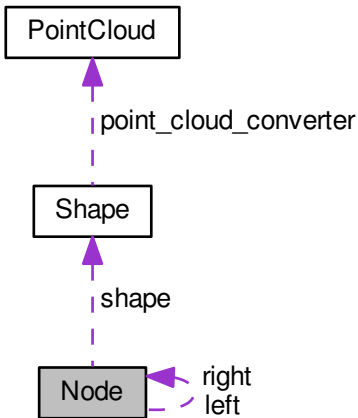 PointCloud
point_cloud_converter
Shape
shape
Node
right
left